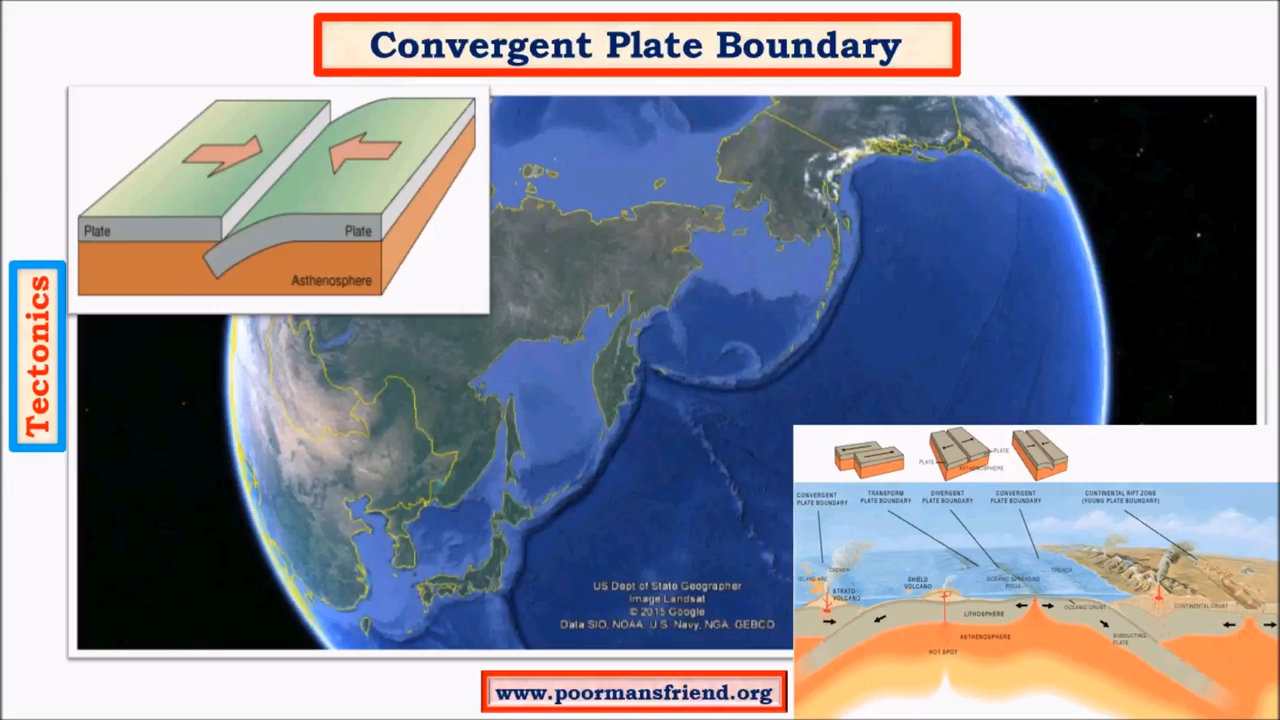 Convergent Plate Boundary
Plate
Plate
Asthenosphere
Tectonics
US Dept of State Geographer
Image Landsat
© 2015 Google
Data SIO, NOAA, U.S. Navy, NGA, GEBCO
PLATE
PLATE
ASTHENOSPHERE
CONVERGENT
PLATE BOUNDARY
TRANSFORM
PLATE BOUNDARY
DIVERGENT
PLATE BOUNDARY
CONVERGENT
PLATE BOUNDARY
CONTINENTAL RIFT ZONE
(YOUNG PLATE BOUNDARY)
TRENCH
TRENCH
ISLAND ARC
STRATO
VOLCANO
SHIELD
VOLCANO
OCEANIC SPREADING
RIDGE
LITHOSPHERE
OCEANIC CRUST
CONTINENTAL CRUST
ASTHENOSPHERE
SUBDUCTING
PLATE
HOT SPOT
www.poormansfriend.org